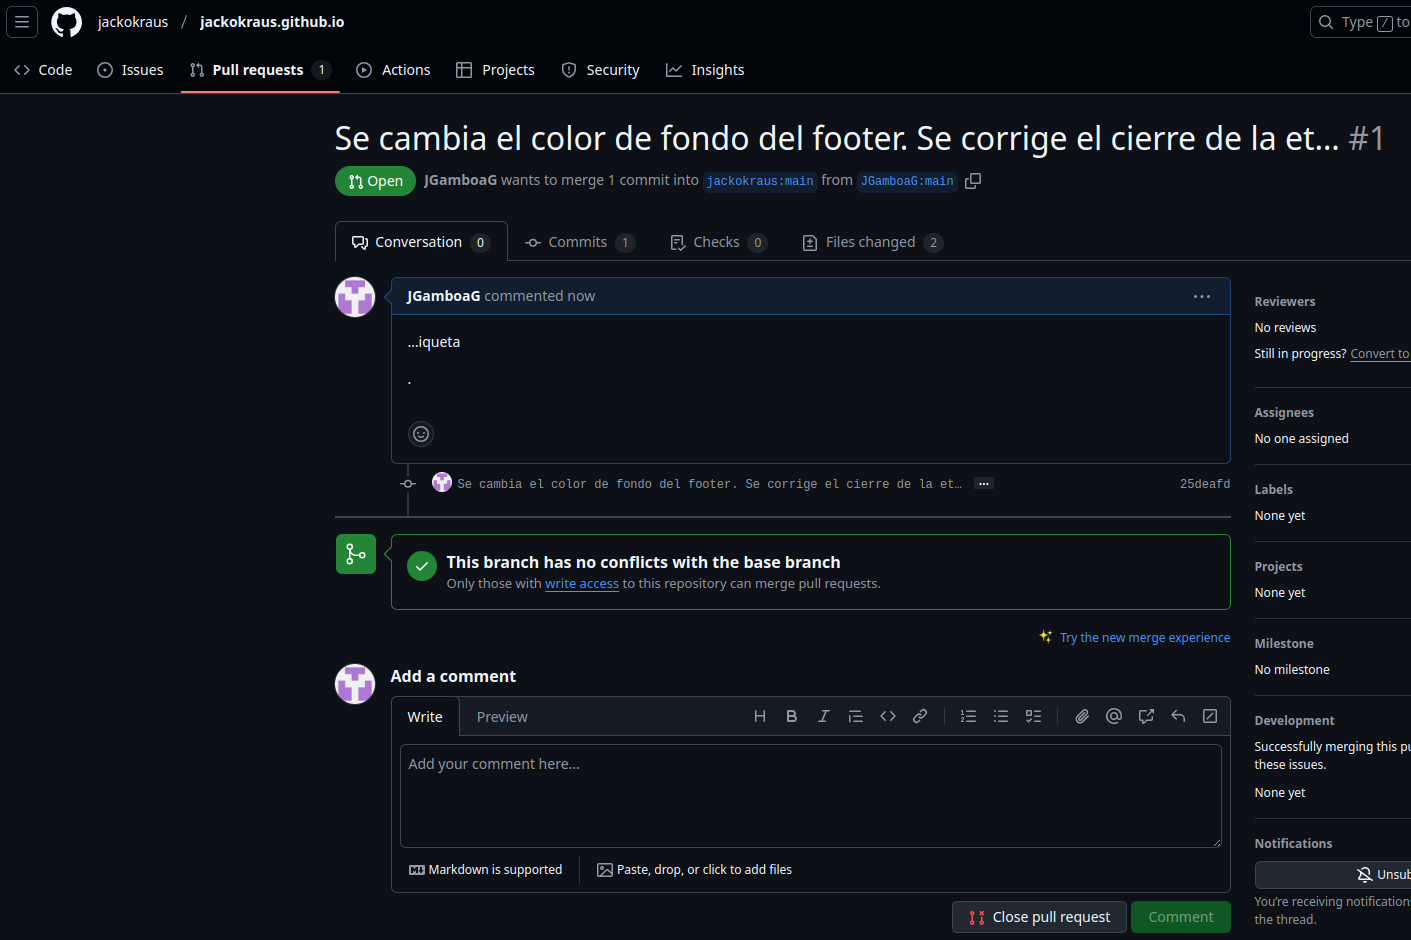 jackokraus / jackokraus.github.io
Type / to
Code
Issues
Pull requests 1
Actions
Projects
Security
Insights
Se cambia el color de fondo del footer. Se corrige el cierre de la et... #1
Open
JGamboaG wants to merge 1 commit into jackokraus:main from JGamboaG:main
Conversation 0
Commits 1
Checks 0
Files changed 2
JGamboaG commented now
...iqueta
.
Se cambia el color de fondo del footer. Se corrige el cierre de la et… ...
25deafd
This branch has no conflicts with the base branch
Only those with write access to this repository can merge pull requests.
Try the new merge experience
Add a comment
Write
Preview
H B I
Add your comment here...
Markdown is supported
Paste, drop, or click to add files
Close pull request
Comment
Reviewers
No reviews
Still in progress? Convert to
Assignees
No one assigned
Labels
None yet
Projects
None yet
Milestone
No milestone
Development
Successfully merging this pu
these issues.
None yet
Notifications
Unsub
You're receiving notifications
the thread.